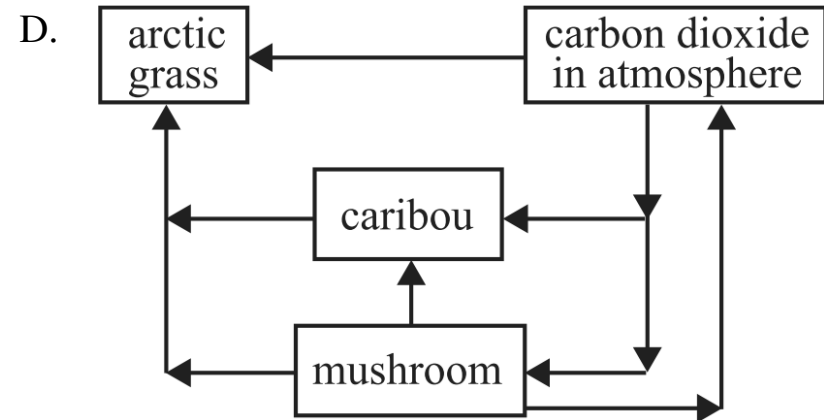 D.
arctic
grass
carbon dioxide
in atmosphere
caribou
mushroom